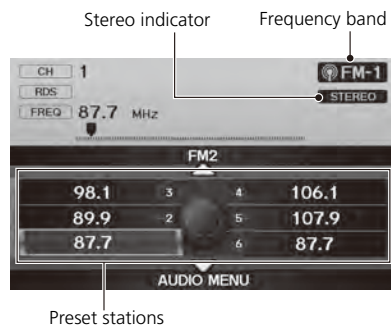 Stereo indicator Frequency band
CH 1 FM-1
RDS STEREO
FREQ 87.7 MHz
FM2
98.1 3 4 106.1
89.9 2 5 107.9
87.7 6 87.7
AUDIO MENU
Preset stations